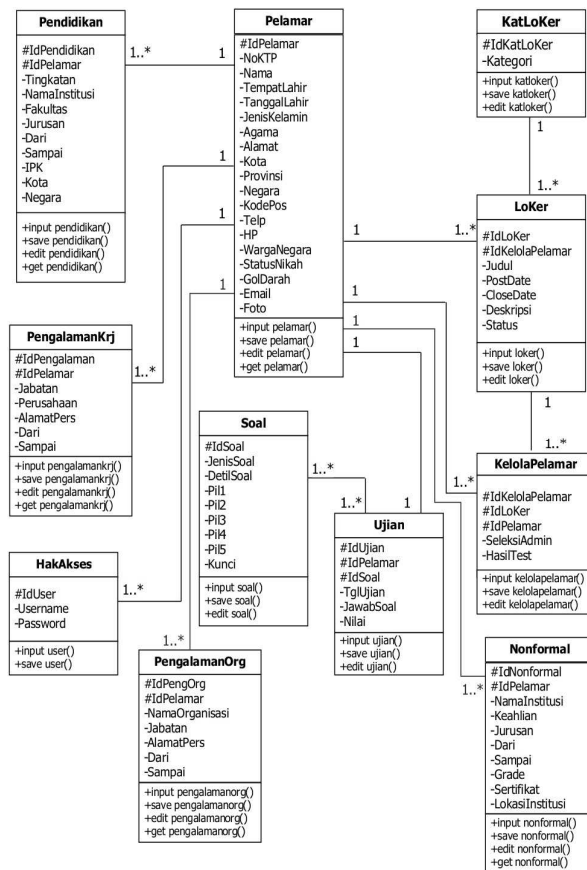 Pendidikan
#IdPendidikan
#IdPelamar
-Tingkatan
-NamaInstitusi
-Fakultas
-Jurusan
-Dari
-Sampai
-IPK
-Kota
-Negara
+input pendidikan()
+save pendidikan()
+edit pendidikan()
+get pendidikan()
1..*
1
Pelamar
#IdPelamar
-NoKTP
-Nama
-TempatLahir
-TanggalLahir
-JenisKelamin
-Agama
-Alamat
-Kota
-Provinsi
-Negara
-KodePos
-Telp
-HP
-WargaNegara
-StatusNikah
-GolDarah
-Email
-Foto
+input pelamar()
+save pelamar()
+edit pelamar()
+get pelamar()
1
1
1
1
1
1
1
KatLoKer
#IdKatLoKer
-Kategori
+input katloker()
+save katloker()
+edit katloker()
1
1..*
1..*
LoKer
#IdLoKer
#IdKelolaPelamar
-Judul
-PostDate
-CloseDate
-Deskripsi
-Status
+input loker()
+save loker()
+edit loker()
1
1..*
PengalamanKrj
#IdPengalaman
#IdPelamar
-Jabatan
-Perusahaan
-AlamatPers
-Dari
-Sampai
+input pengalamankrj()
+save pengalamankrj()
+edit pengalamankrj()
+get pengalamankrj()
1..*
Soal
#IdSoal
-JenisSoal
-DetilSoal
-Pil1
-Pil2
-Pil3
-Pil4
-Pil5
-Kunci
+input soal()
+save soal()
+edit soal()
1..*
1..*
1
Ujian
#IdUjian
#IdPelamar
#IdSoal
-TglUjian
-JawabSoal
-Nilai
+input ujian()
+save ujian()
+edit ujian()
1..*
KelolaPelamar
#IdKelolaPelamar
#IdLoKer
#IdPelamar
-SeleksiAdmin
-HasilTest
+input kelolapelamar()
+save kelolapelamar()
+edit kelolapelamar()
HakAkses
#IdUser
-Username
-Password
+input user()
+save user()
1..*
1..*
PengalamanOrg
#IdPengOrg
#IdPelamar
-NamaOrganisasi
-Jabatan
-AlamatPers
-Dari
-Sampai
+input pengalamanorg()
+save pengalamanorg()
+edit pengalamanorg()
+get pengalamanorg()
1..*
Nonformal
#IdNonformal
#IdPelamar
-NamaInstitusi
-Keahlian
-Jurusan
-Dari
-Sampai
-Grade
-Sertifikat
-LokasiInstitusi
+input nonformal()
+save nonformal()
+edit nonformal()
+get nonformal()